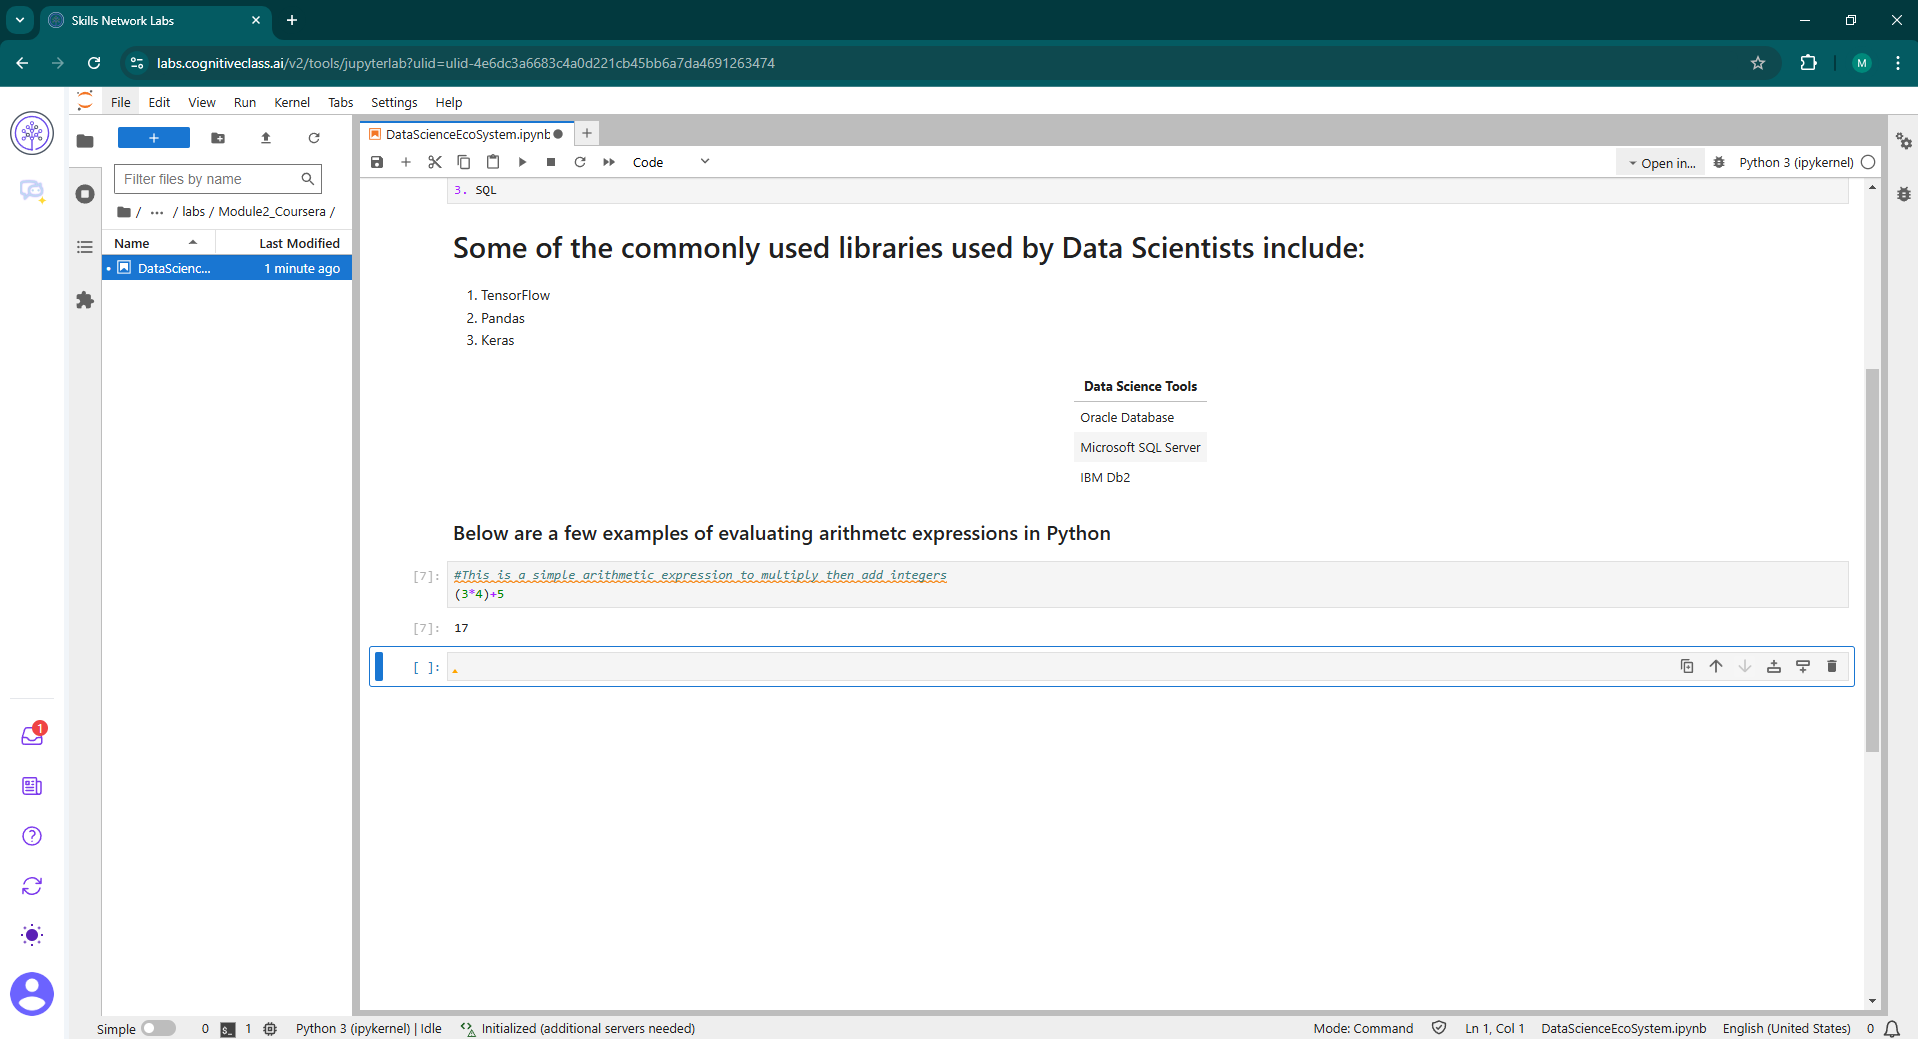 Skills Network Labs
labs.cognitiveclass.ai/v2/tools/jupyterlab?ulid=ulid-4e6dc3a6683c4a0d221cb45bb6a7da4691263474
M
File Edit View Run Kernel Tabs Settings Help
DataScienceEcoSystem.ipynb
Code
Open in...
Python 3 (ipykernel)
Filter files by name
/ ··· / labs / Module2_Coursera /
Name Last Modified
DataScienc... 1 minute ago
3. SQL
Some of the commonly used libraries used by Data Scientists include:
1. TensorFlow
2. Pandas
3. Keras
Data Science Tools
Oracle Database
Microsoft SQL Server
IBM Db2
Below are a few examples of evaluating arithmetc expressions in Python
[7]: #This is a simple arithmetic expression to multiply then add integers
(3*4)+5
[7]: 17
[ ]:
1
Simple 0 $_ 1 Python 3 (ipykernel) | Idle Initialized (additional servers needed) Mode: Command Ln 1, Col 1 DataScienceEcoSystem.ipynb English (United States) 0